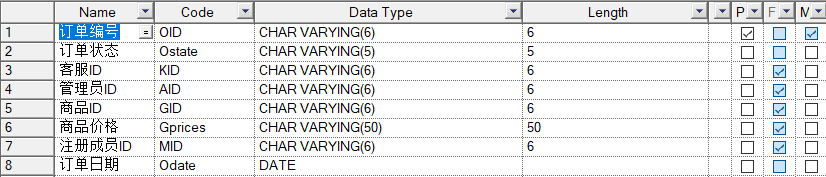 Name Code Data Type Length P F M
1 订单编号 = OID CHAR VARYING(6) 6
2 订单状态 Ostate CHAR VARYING(5) 5
3 客服ID KID CHAR VARYING(6) 6
4 管理员ID AID CHAR VARYING(6) 6
5 商品ID GID CHAR VARYING(6) 6
6 商品价格 Gprices CHAR VARYING(50) 50
7 注册成员ID MID CHAR VARYING(6) 6
8 订单日期 Odate DATE